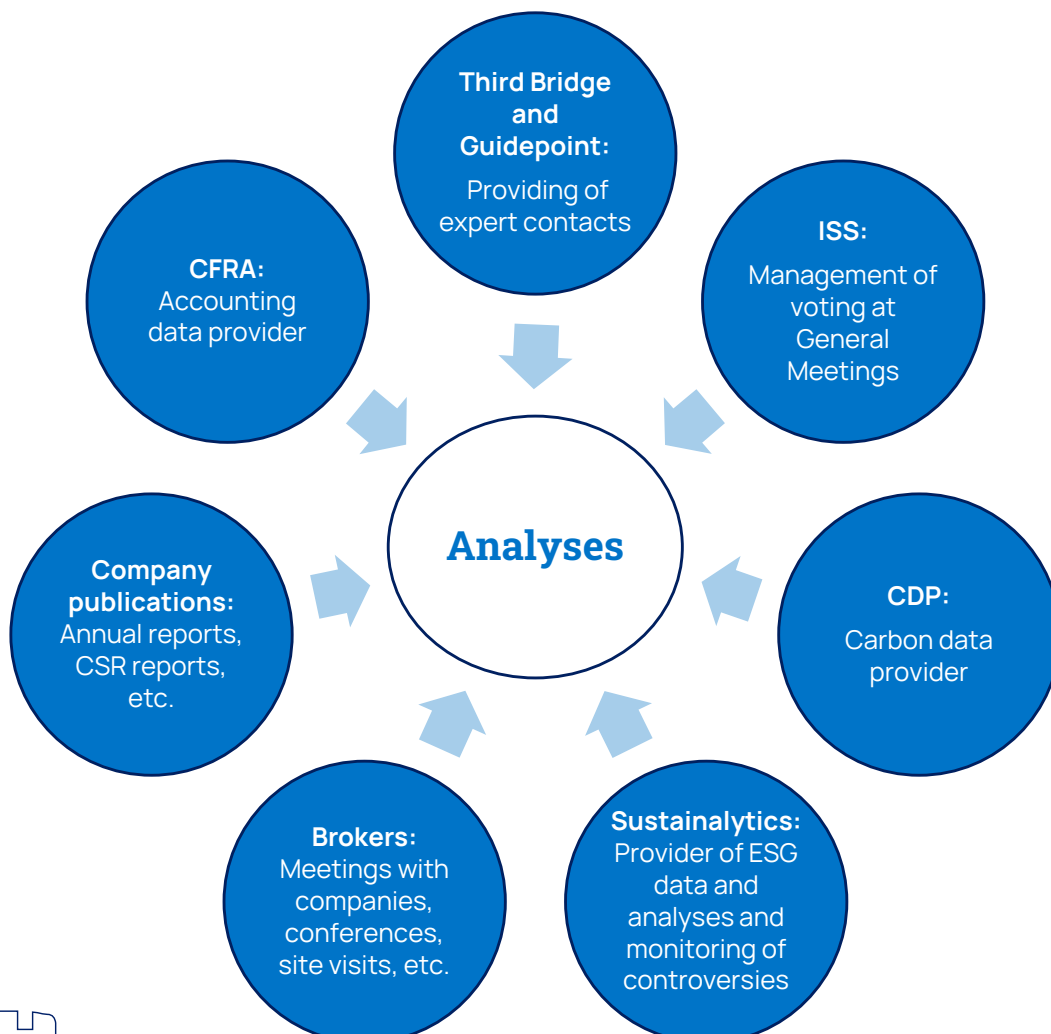 Third Bridge
and
Guidepoint:
Providing of
expert contacts
ISS:
Management of
voting at
General
Meetings
CFRA:
Accounting
data provider
Analyses
Company
publications:
Annual reports,
CSR reports,
etc.
CDP:
Carbon data
provider
Brokers:
Meetings with
companies,
conferences,
site visits, etc.
Sustainalytics:
Provider of ESG
data and
analyses and
monitoring of
controversies